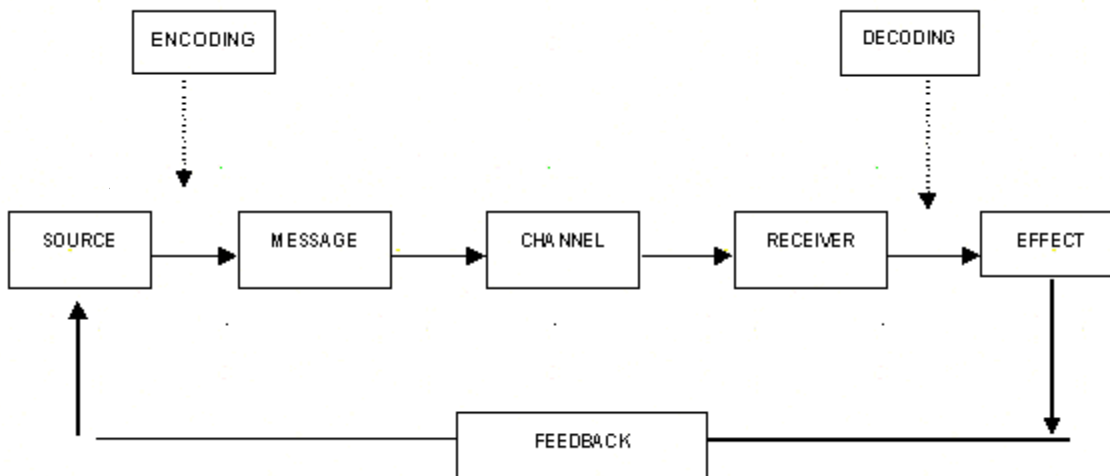 ENCODING
DECODING
SOURCE
MESSAGE
CHANNEL
RECEIVER
EFFECT
FEEDBACK